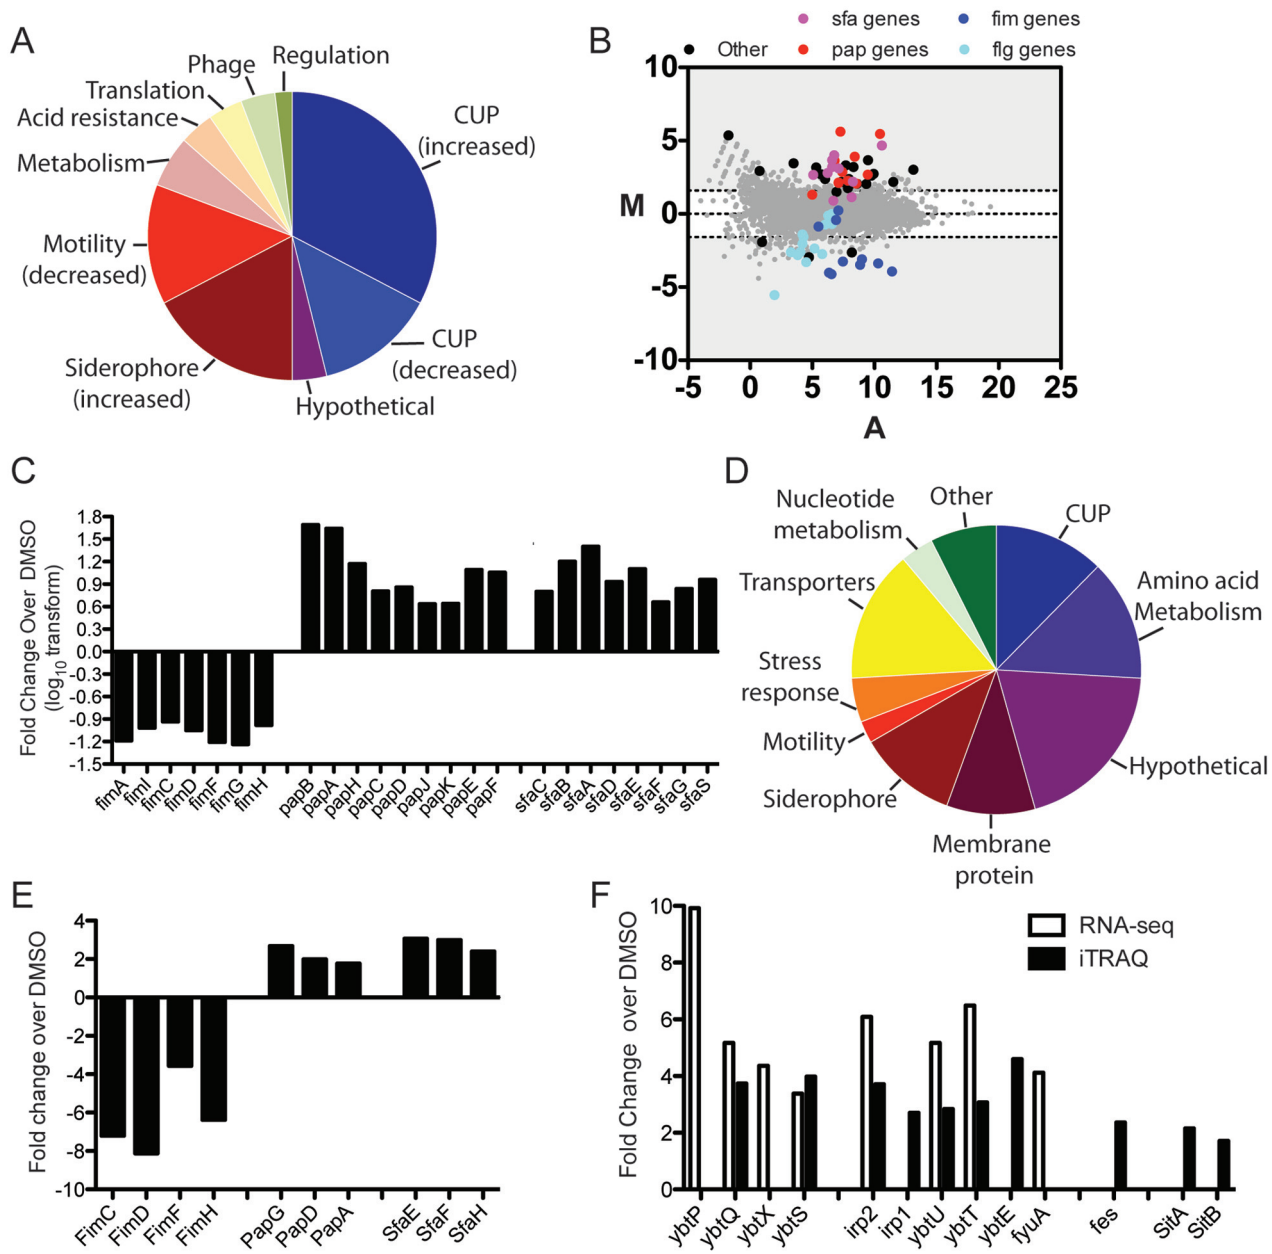 A
Regulation
Phage
Translation
Acid resistance
Metabolism
CUP
(increased)
Motility
(decreased)
Siderophore
(increased)
CUP
(decreased)
Hypothetical
B
sfa genes
fim genes
Other
pap genes
flg genes
10
5
0
-5
-10
M
-5
0
5
10
15
20
25
A
C
Fold Change Over DMSO
(log10 transform)
1.8
1.5
1.2
0.9
0.6
0.3
0.0
-0.3
-0.6
-0.9
-1.2
-1.5
fimA
fimI
fimC
fimD
fimF
fimG
fimH
papB
papA
papH
papC
papD
papJ
papK
papE
papF
sfaC
sfaB
sfaA
sfaD
sfaE
sfaF
sfaG
sfaS
D
Nucleotide
metabolism
Other
CUP
Transporters
Amino acid
Metabolism
Stress
response
Motility
Siderophore
Hypothetical
Membrane
protein
E
Fold change over DMSO
4
2
0
-2
-4
-6
-8
-10
FimC
FimD
FimF
FimH
PapG
PapD
PapA
SfaE
SfaF
SfaH
F
Fold Change over DMSO
10
8
6
4
2
0
RNA-seq
iTRAQ
ybtP
ybtQ
ybtX
ybtS
irp2
irp1
ybtU
ybtT
ybtE
fyuA
fes
SitA
SitB